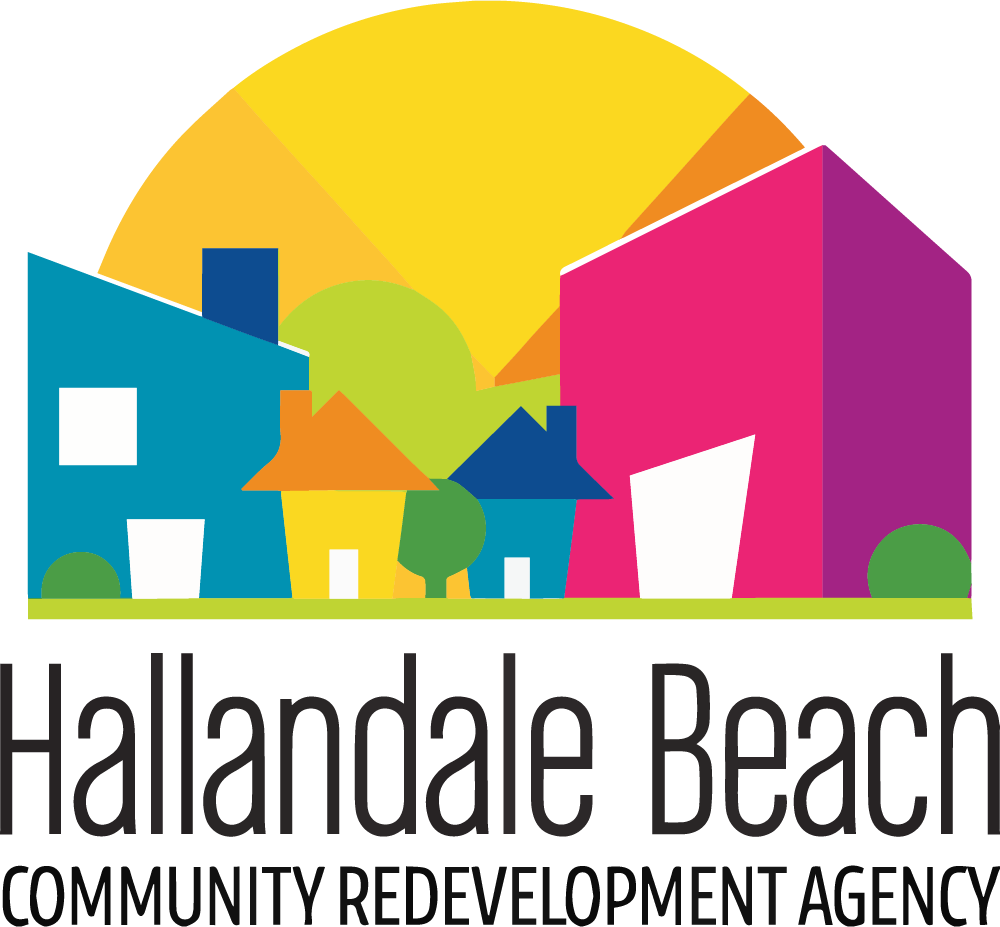 Hallandale Beach
COMMUNITY REDEVELOPMENT AGENCY